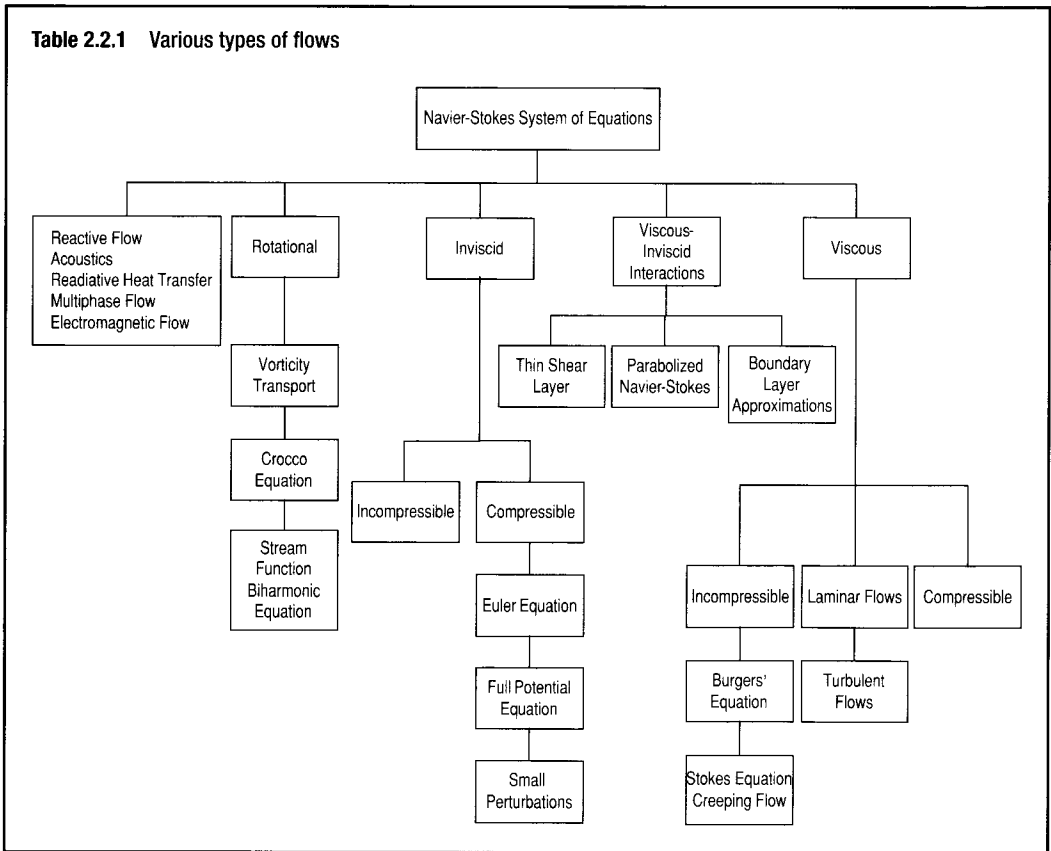 Table 2.2.1 Various types of flows
Navier-Stokes System of Equations
Reactive Flow
Acoustics
Readiative Heat Transfer
Multiphase Flow
Electromagnetic Flow
Rotational
Inviscid
Viscous-
Inviscid
Interactions
Viscous
Vorticity
Transport
Thin Shear
Layer
Parabolized
Navier-Stokes
Boundary
Layer
Approximations
Crocco
Equation
Incompressible
Compressible
Stream
Function
Biharmonic
Equation
Euler Equation
Incompressible
Laminar Flows
Compressible
Full Potential
Equation
Burgers'
Equation
Turbulent
Flows
Small
Perturbations
Stokes Equation
Creeping Flow